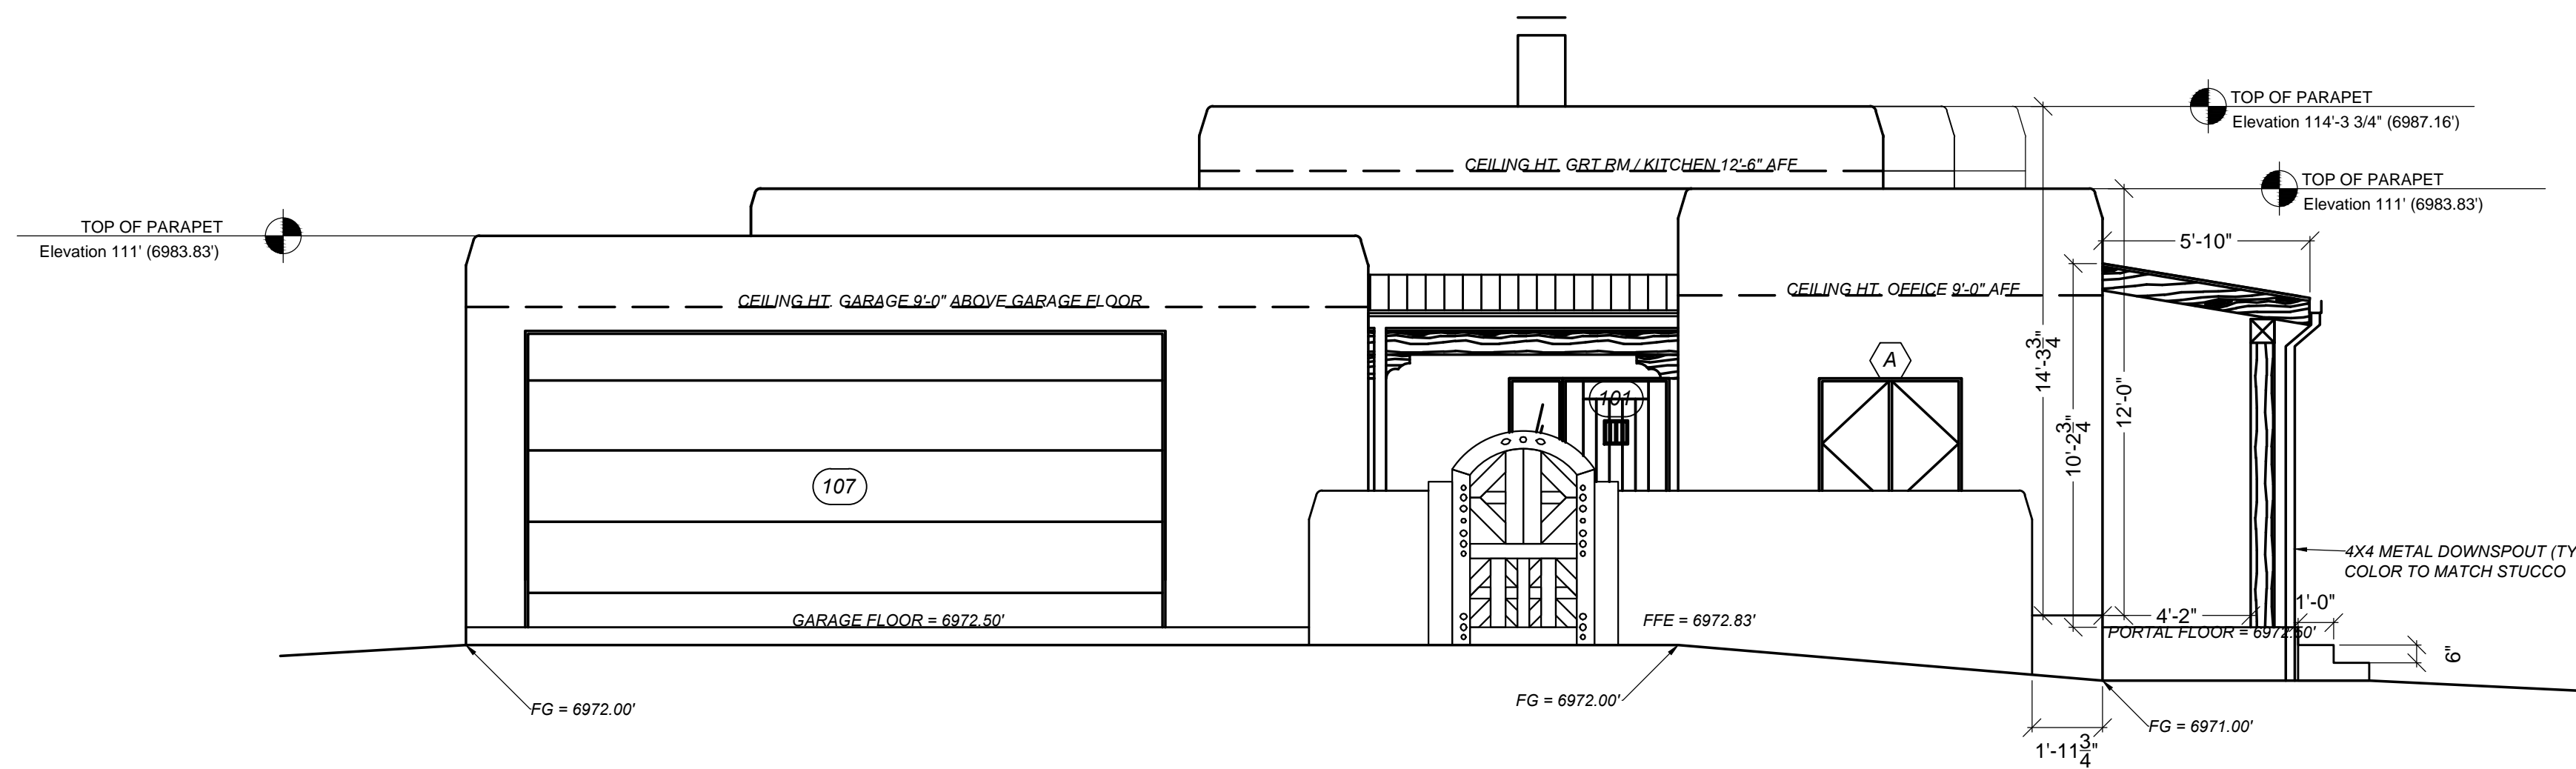 TOP OF PARAPET
Elevation 114'-3 3/4" (6987.16')
CEILING HT. GRT RM / KITCHEN 12'-6" AFF
TOP OF PARAPET
Elevation 111' (6983.83')
TOP OF PARAPET
Elevation 111' (6983.83')
5'-10"
CEILING HT. GARAGE 9'-0" ABOVE GARAGE FLOOR
CEILING HT. OFFICE 9'-0" AFF
A
14'-3 3/4"
101
12'-0"
10'-2 3/4"
107
4X4 METAL DOWNSPOUT (TY
COLOR TO MATCH STUCCO
1'-0"
4'-2"
GARAGE FLOOR = 6972.50'
FFE = 6972.83'
PORTAL FLOOR = 6972.50'
6"
FG = 6972.00'
FG = 6972.00'
FG = 6971.00'
1'-11 3/4"